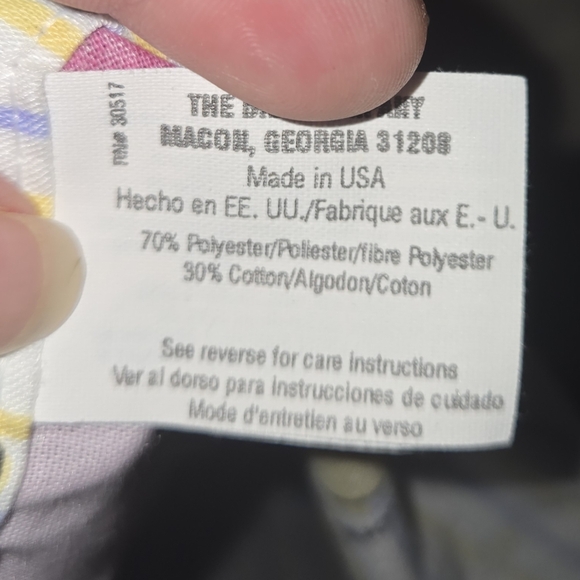 THE
MACON, GEORGIA 31208
Made in USA
Hecho en EE. UU./Fabrique aux E.- U.
70% Polyester/Poliester/fibre Polyester
30% Cotton/Algodon/Coton
See reverse for care instructions
Ver al dorso para instrucciones de cuidado
Mode d'entretien au verso
RN# 30517